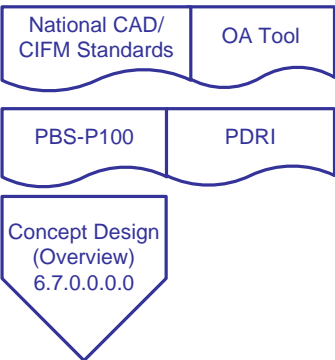 National CAD/
CIFM Standards
OA Tool
PBS-P100
PDRI
Concept Design
(Overview)
6.7.0.0.0.0